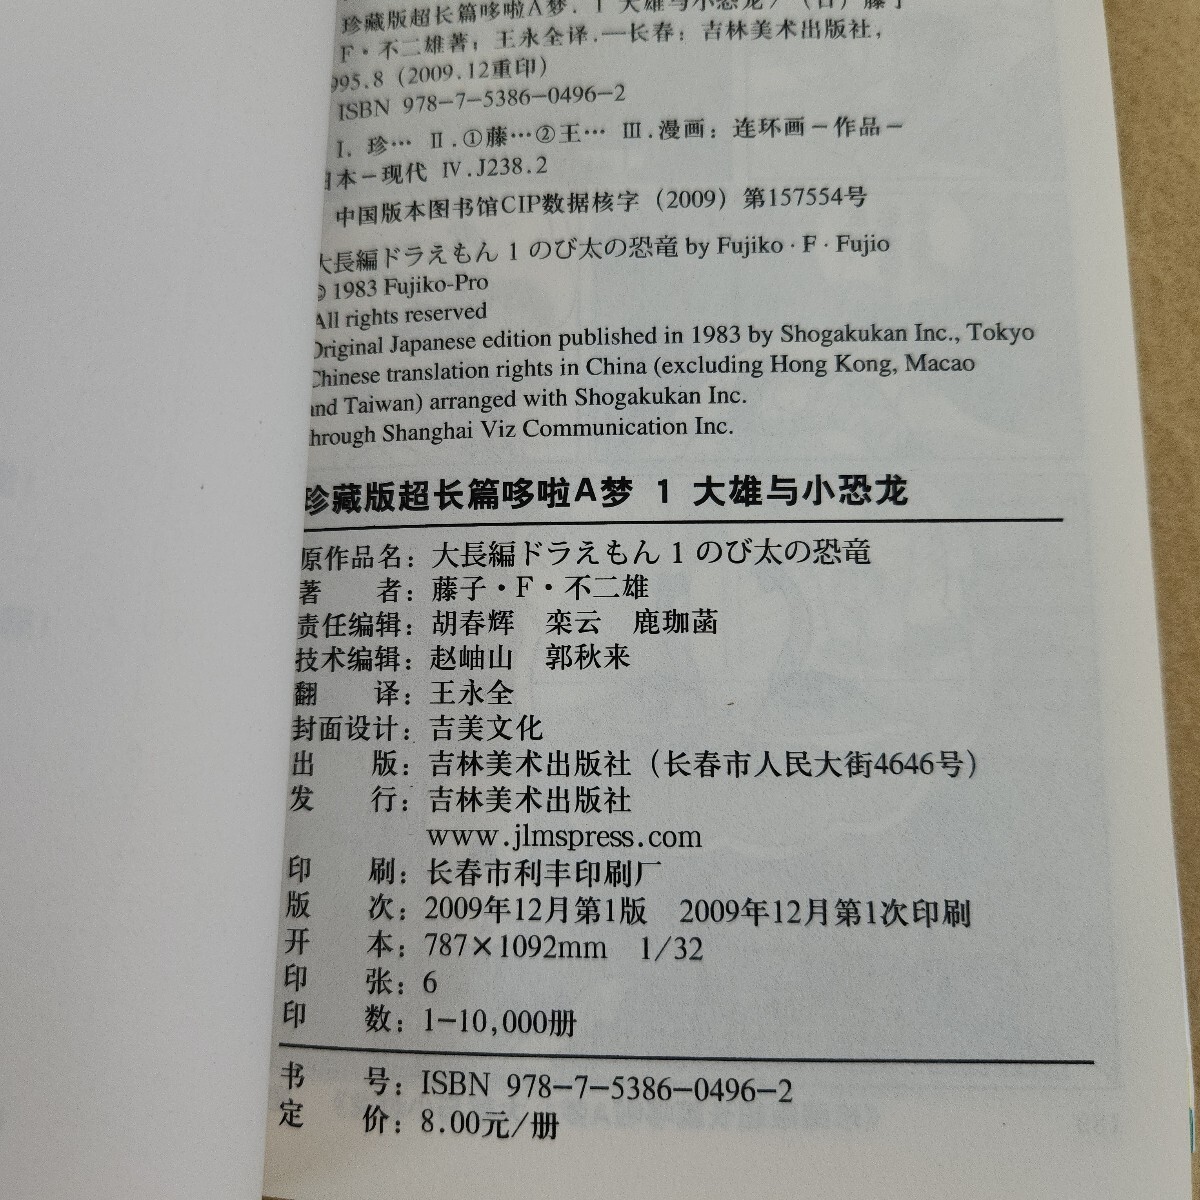 珍藏版超长篇哆啦A梦. 1 大雄与小恐龙/（日）藤子
F·不二雄著；王永全译.—长春：吉林美术出版社，
995.8（2009.12重印）
ISBN 978-7-5386-0496-2
Ⅰ. 珍… Ⅱ.①藤…②王… Ⅲ.漫画：连环画-作品-
日本-现代 Ⅳ.J238.2
中国版本图书馆CIP数据核字（2009）第157554号
大長編ドラえもん 1 のび太の恐竜 by Fujiko · F · Fujio
© 1983 Fujiko-Pro
All rights reserved
Original Japanese edition published in 1983 by Shogakukan Inc., Tokyo
Chinese translation rights in China (excluding Hong Kong, Macao
and Taiwan) arranged with Shogakukan Inc.
through Shanghai Viz Communication Inc.
珍藏版超长篇哆啦A梦 1 大雄与小恐龙
原作品名：大長編ドラえもん 1 のび太の恐竜
著 者：藤子·F·不二雄
责任编辑：胡春辉 栾云 鹿珈菡
技术编辑：赵岫山 郭秋来
翻 译：王永全
封面设计：吉美文化
出 版：吉林美术出版社（长春市人民大街4646号）
发 行：吉林美术出版社
www.jlmspress.com
印 刷：长春市利丰印刷厂
版 次：2009年12月第1版 2009年12月第1次印刷
开 本：787×1092mm 1/32
印 张：6
印 数：1-10,000册
书 号：ISBN 978-7-5386-0496-2
定 价：8.00元/册